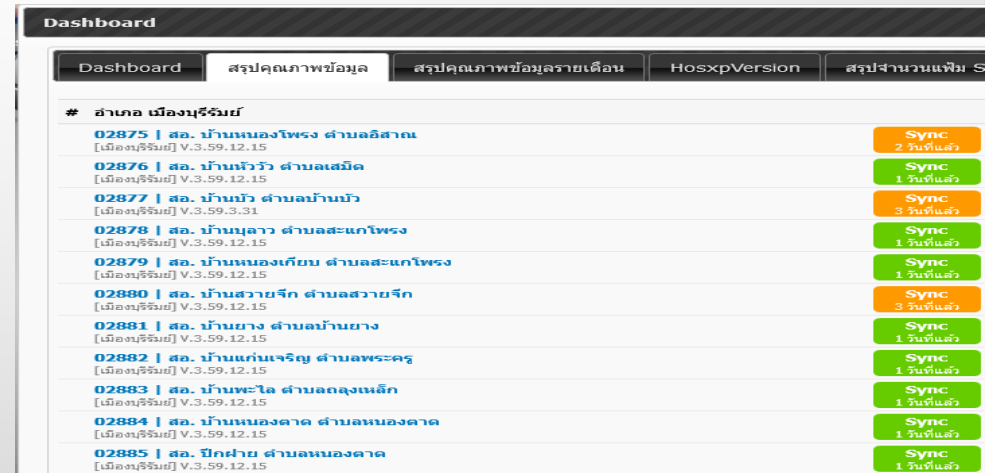 Dashboard
Dashboard สรุปคุณภาพข้อมูล สรุปคุณภาพข้อมูลรายเดือน HosxpVersion สรุปจำนวนแฟ้ม S
# อำเภอ เมืองบุรีรัมย์
02875 | สอ. บ้านหนองโพรง ตำบลอิสาณ Sync
[เมืองบุรีรัมย์] V.3.59.12.15 2 วันที่แล้ว
02876 | สอ. บ้านหัววัว ตำบลเสม็ด Sync
[เมืองบุรีรัมย์] V.3.59.12.15 1 วันที่แล้ว
02877 | สอ. บ้านบัว ตำบลบ้านบัว Sync
[เมืองบุรีรัมย์] V.3.59.3.31 3 วันที่แล้ว
02878 | สอ. บ้านบุลาว ตำบลสะแกโพรง Sync
[เมืองบุรีรัมย์] V.3.59.12.15 1 วันที่แล้ว
02879 | สอ. บ้านหนองเกียบ ตำบลสะแกโพรง Sync
[เมืองบุรีรัมย์] V.3.59.12.15 1 วันที่แล้ว
02880 | สอ. บ้านสวายจีก ตำบลสวายจีก Sync
[เมืองบุรีรัมย์] V.3.59.12.15 3 วันที่แล้ว
02881 | สอ. บ้านยาง ตำบลบ้านยาง Sync
[เมืองบุรีรัมย์] V.3.59.12.15 1 วันที่แล้ว
02882 | สอ. บ้านแก่นเจริญ ตำบลพระครู Sync
[เมืองบุรีรัมย์] V.3.59.12.15 1 วันที่แล้ว
02883 | สอ. บ้านพะไล ตำบลถลุงเหล็ก Sync
[เมืองบุรีรัมย์] V.3.59.12.15 1 วันที่แล้ว
02884 | สอ. บ้านหนองตาด ตำบลหนองตาด Sync
[เมืองบุรีรัมย์] V.3.59.12.15 1 วันที่แล้ว
02885 | สอ. ปึกฝาย ตำบลหนองตาด Sync
[เมืองบุรีรัมย์] V.3.59.12.15 1 วันที่แล้ว